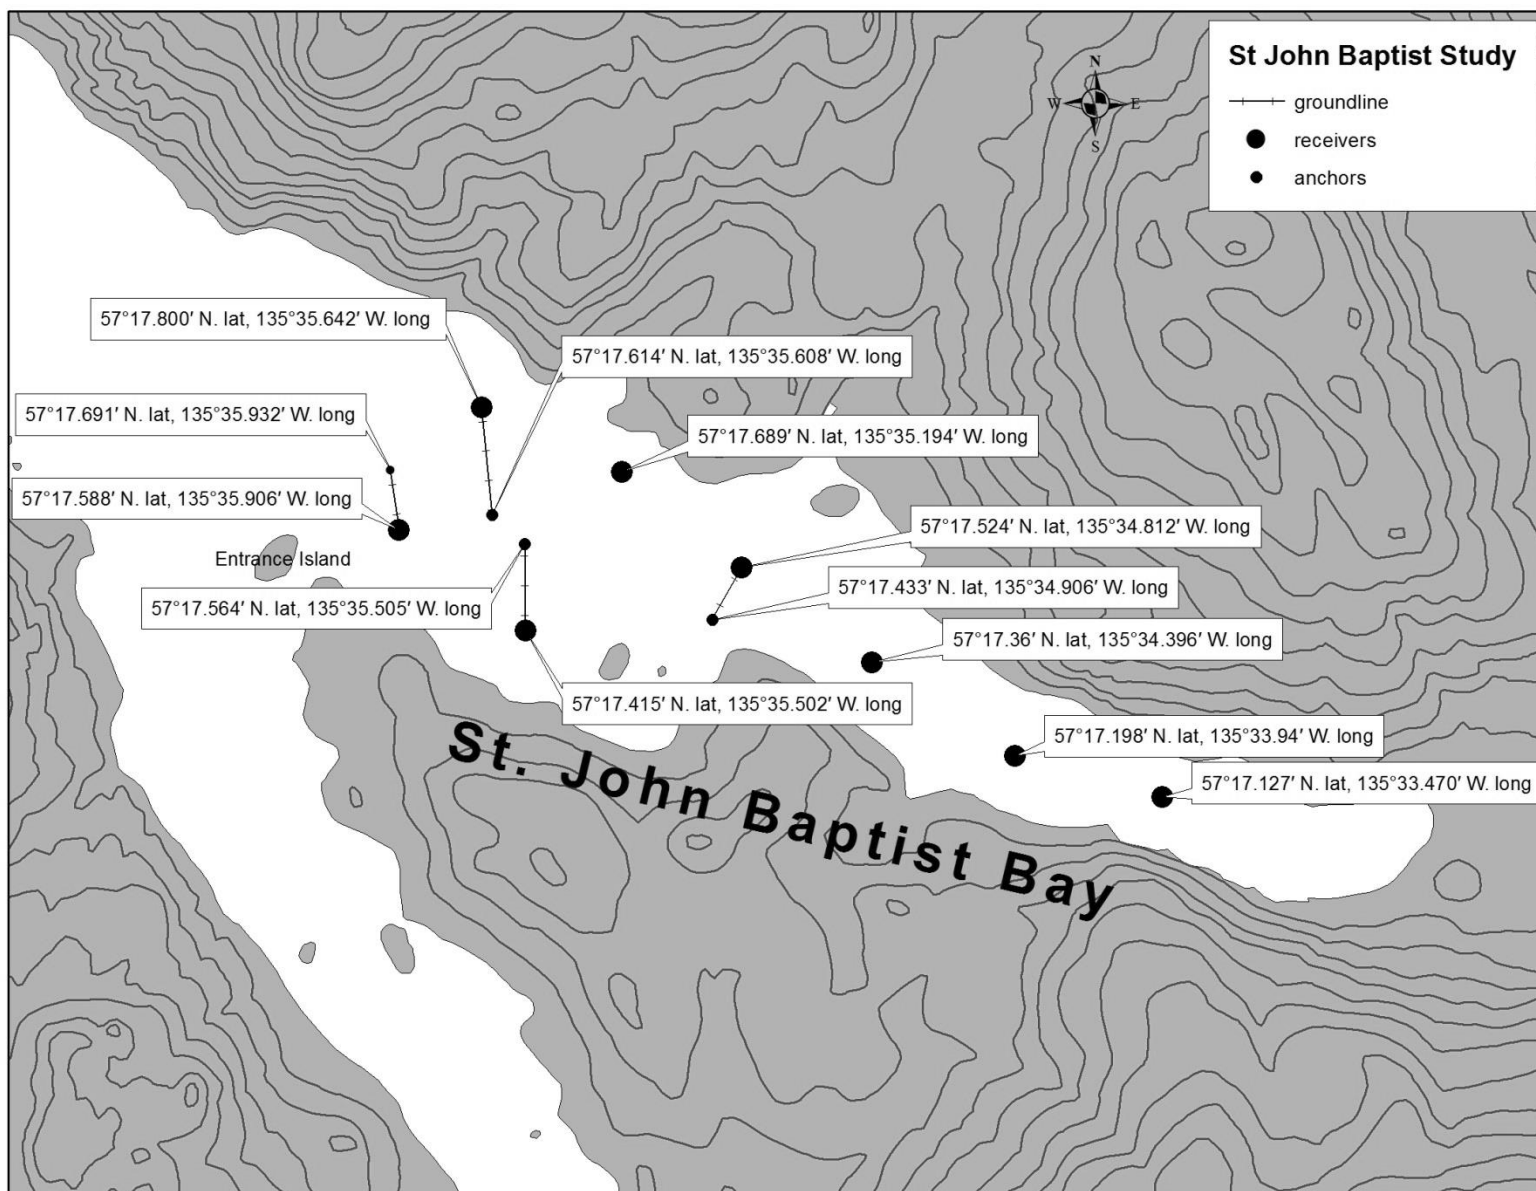 St John Baptist Study
N
groundline
W
E
receivers
S
anchors
57°17.800′ N. lat, 135°35.642′ W. long
57°17.614′ N. lat, 135°35.608′ W. long
57°17.691′ N. lat, 135°35.932′ W. long
57°17.689′ N. lat, 135°35.194′ W. long
57°17.588′ N. lat, 135°35.906′ W. long
57°17.524′ N. lat, 135°34.812′ W. long
Entrance Island
57°17.433′ N. lat, 135°34.906′ W. long
57°17.564′ N. lat, 135°35.505′ W. long
57°17.36′ N. lat, 135°34.396′ W. long
57°17.415′ N. lat, 135°35.502′ W. long
57°17.198′ N. lat, 135°33.94′ W. long
57°17.127′ N. lat, 135°33.470′ W. long
St. John Baptist Bay